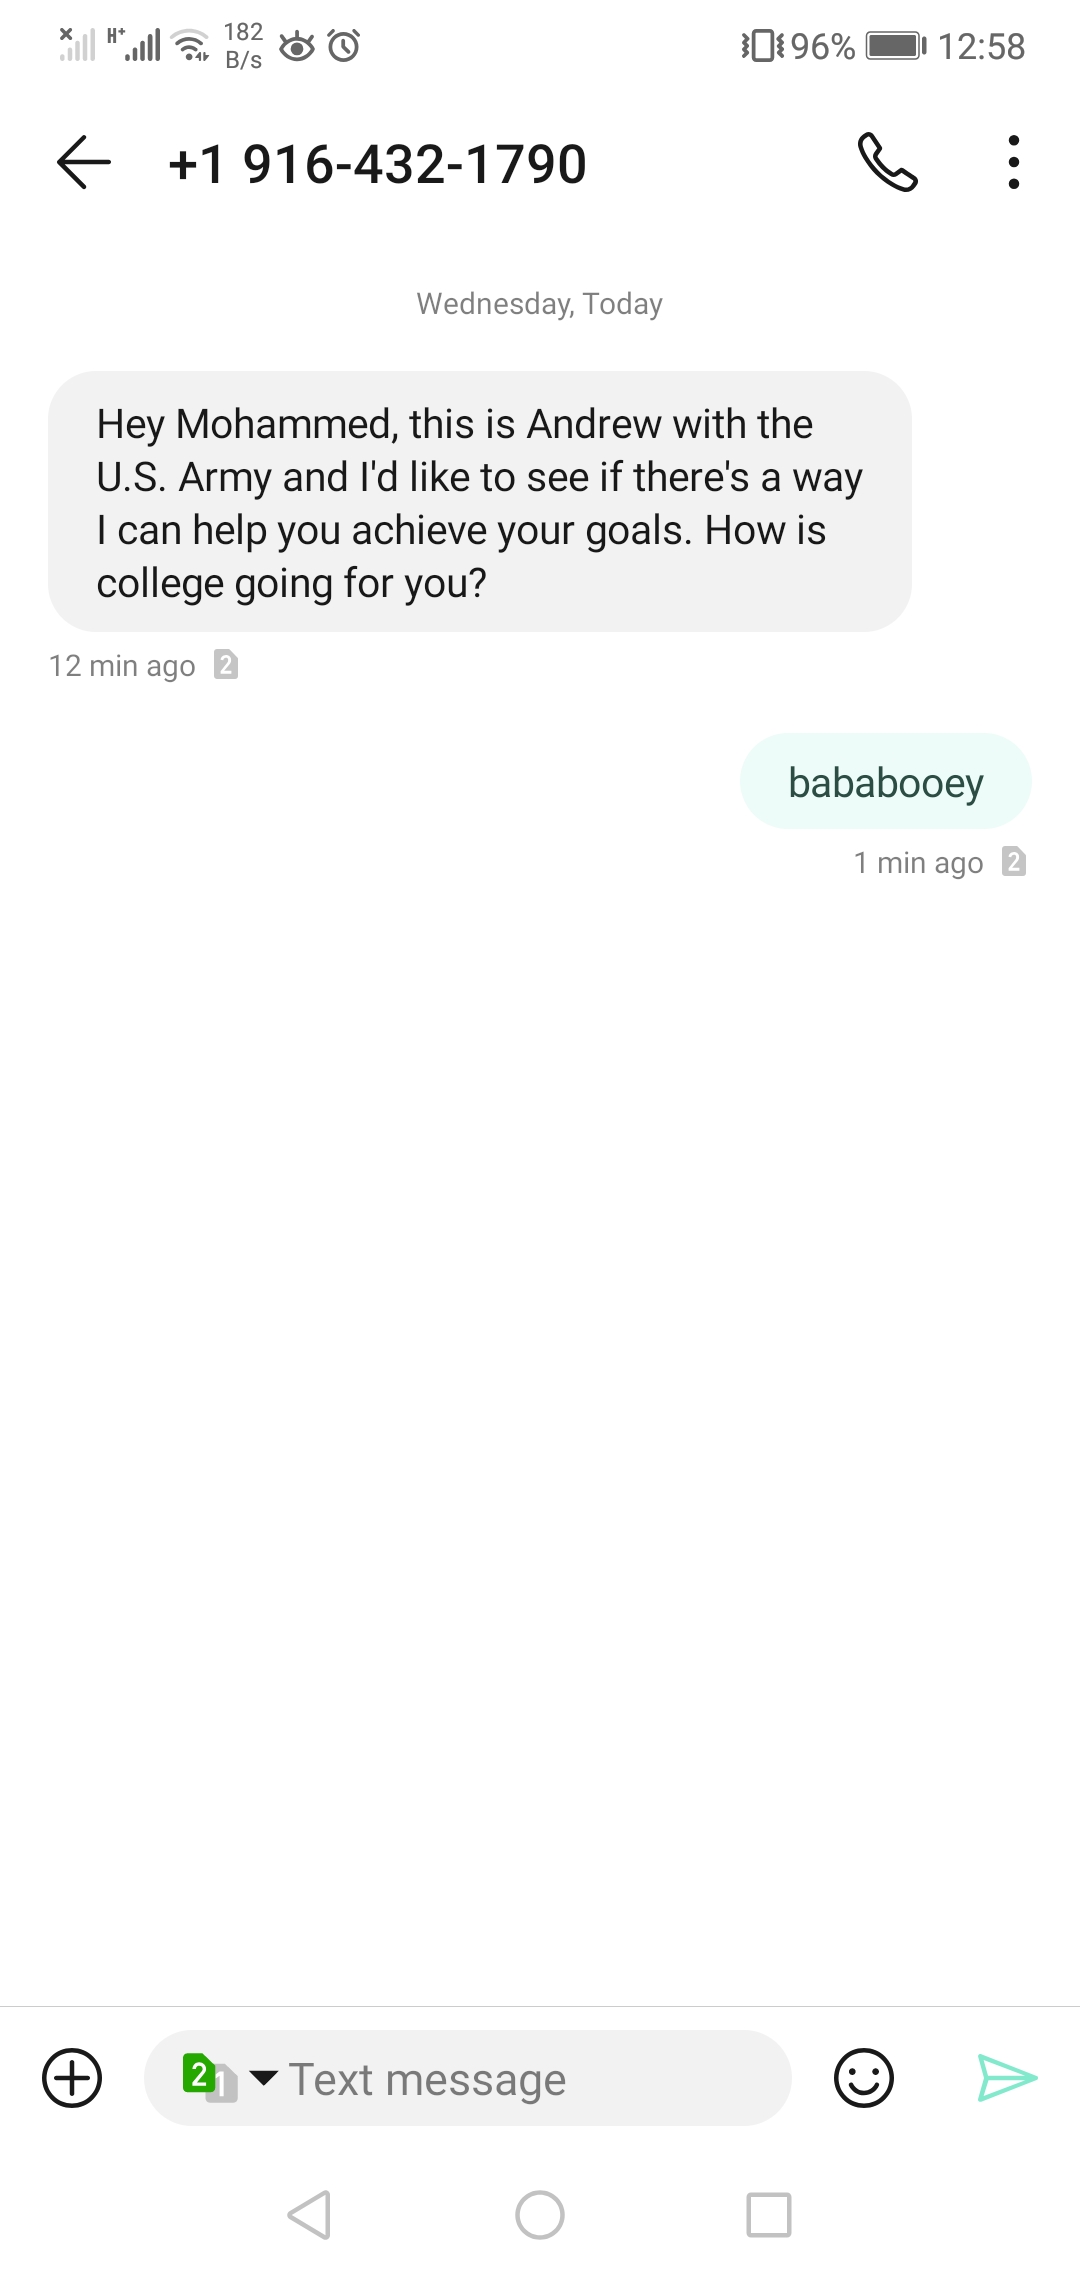 H+ 182 B/s 96% 12:58
+1 916-432-1790
Wednesday, Today
Hey Mohammed, this is Andrew with the
U.S. Army and I'd like to see if there's a way
I can help you achieve your goals. How is
college going for you?
12 min ago 2
bababooey
1 min ago 2
2 1 Text message